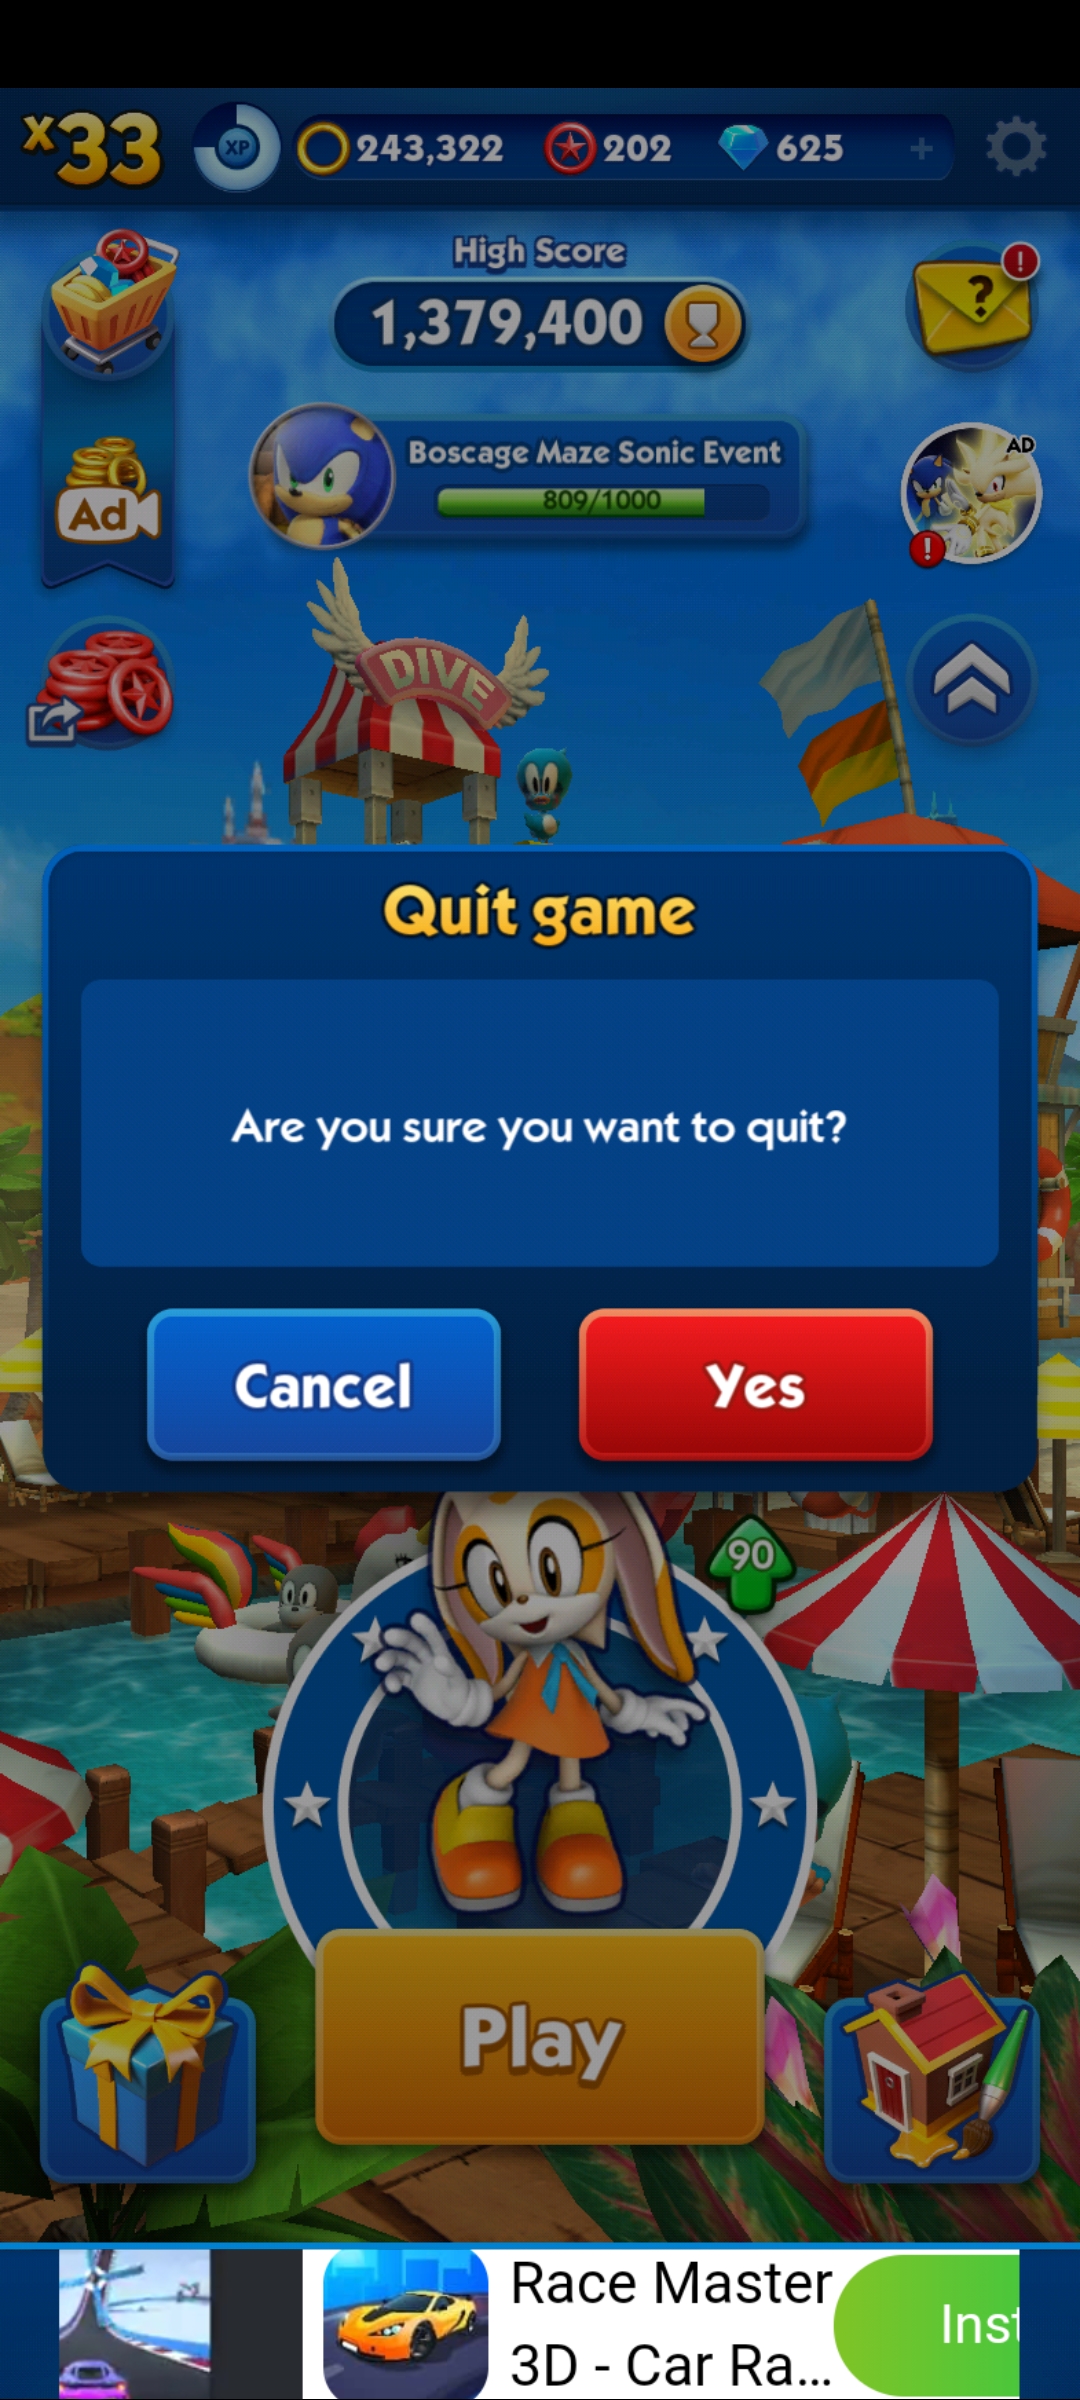 x33
XP
243,322
202
625
+
High Score
1,379,400
?
!
Boscage Maze Sonic Event
809/1000
AD
!
Ad
DIVE
Quit game
Are you sure you want to quit?
Cancel
Yes
90
Play
Race Master
3D - Car Ra...
Inst